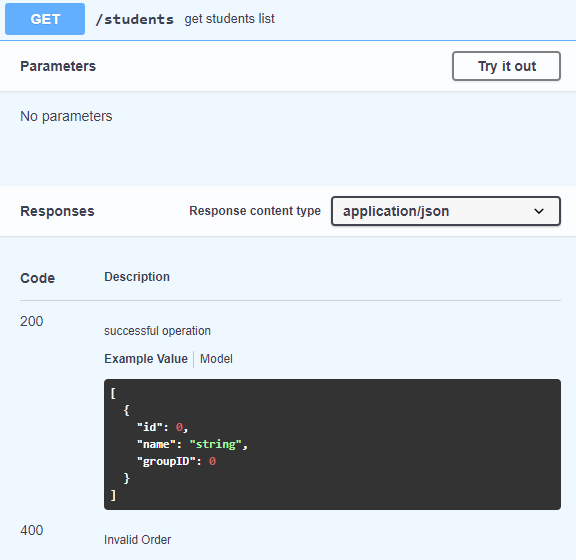 GET /students get students list
Parameters Try it out
No parameters
Responses Response content type application/json
Code Description
200
successful operation
Example Value Model
[
  {
    "id": 0,
    "name": "string",
    "groupID": 0
  }
]
400
Invalid Order